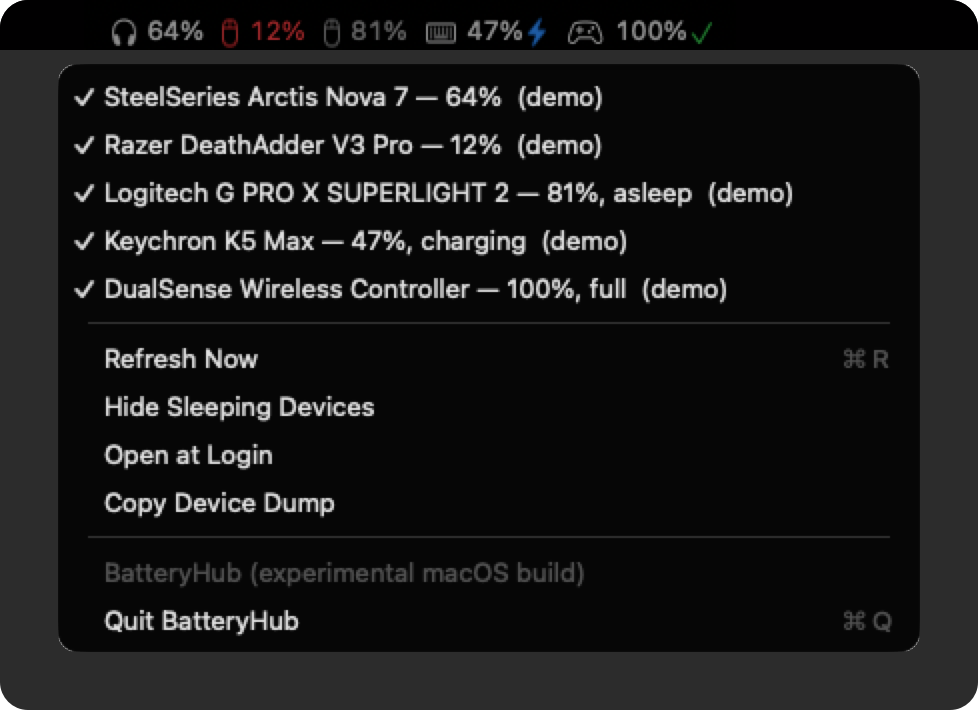 64% 12% 81% 47% 100%
SteelSeries Arctis Nova 7 — 64% (demo)
Razer DeathAdder V3 Pro — 12% (demo)
Logitech G PRO X SUPERLIGHT 2 — 81%, asleep (demo)
Keychron K5 Max — 47%, charging (demo)
DualSense Wireless Controller — 100%, full (demo)
Refresh Now ⌘ R
Hide Sleeping Devices
Open at Login
Copy Device Dump
BatteryHub (experimental macOS build)
Quit BatteryHub ⌘ Q